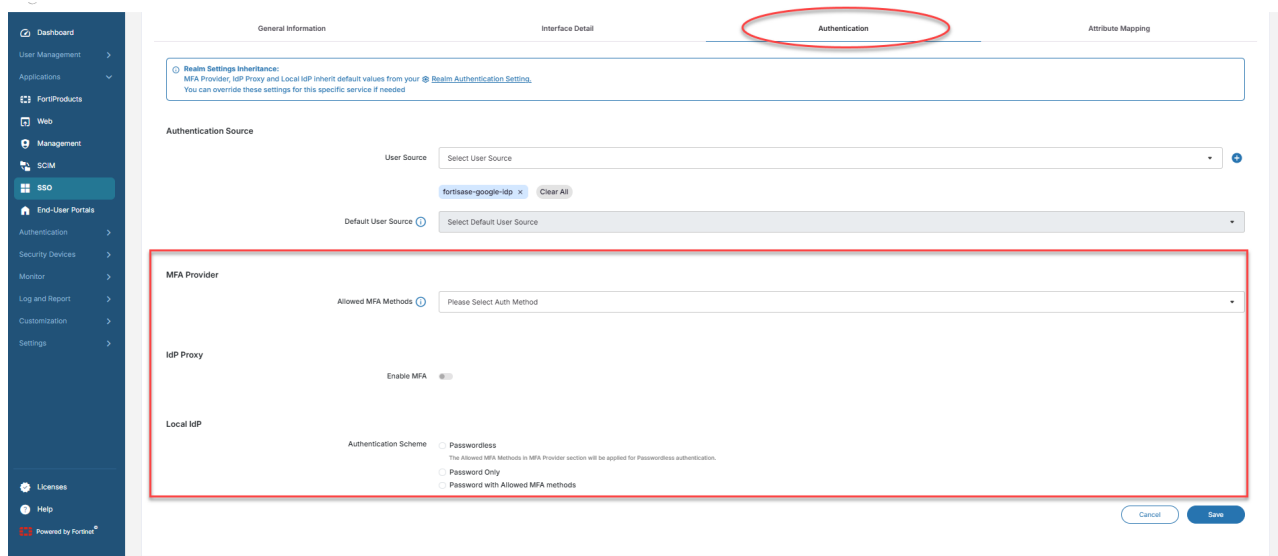 General Information
Interface Detail
Authentication
Attribute Mapping
Dashboard
User Management
Applications
FortiProducts
Web
Management
SCIM
SSO
End-User Portals
Authentication
Security Devices
Monitor
Log and Report
Customization
Settings
Licenses
Help
Powered by Fortinet
Realm Settings Inheritance:
MFA Provider, IdP Proxy and Local IdP inherit default values from your Realm Authentication Setting.
You can override these settings for this specific service if needed
Authentication Source
User Source
Select User Source
fortisase-google-idp ×
Clear All
Default User Source
Select Default User Source
MFA Provider
Allowed MFA Methods
Please Select Auth Method
IdP Proxy
Enable MFA
Local IdP
Authentication Scheme
Passwordless
The Allowed MFA Methods in MFA Provider section will be applied for Passwordless authentication.
Password Only
Password with Allowed MFA methods
Cancel
Save